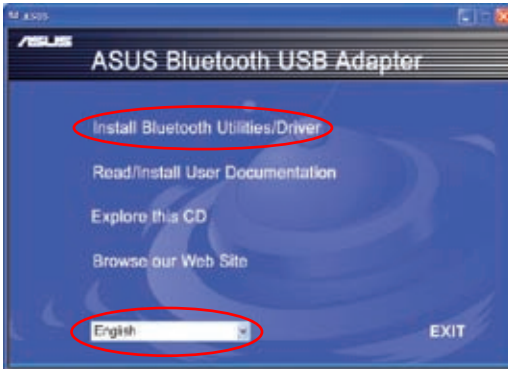 ASUS
ASUS
ASUS Bluetooth USB Adapter
Install Bluetooth Utilities/Driver
Read/Install User Documentation
Explore this CD
Browse our Web Site
English
EXIT